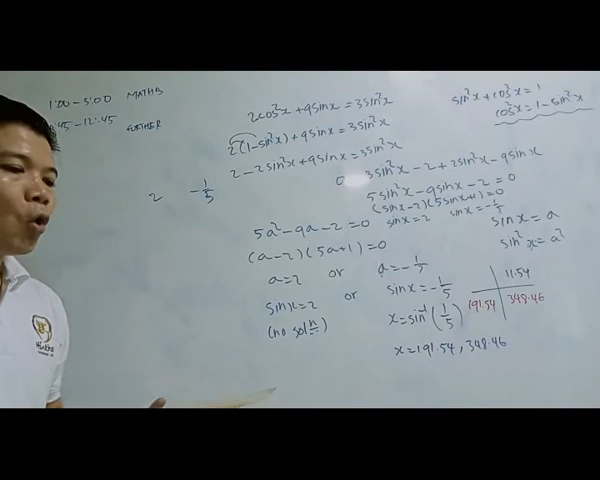 1:00 - 5:00 MATHS
:45 - 12:45 FURTHER
2cos²x + 9sinx = 3sin²x
2(1-sin²x) + 9sinx = 3sin²x
2 - 2sin²x + 9sinx = 3sin²x
0 3sin²x - 2 + 2sin²x - 9sinx
5sin²x - 9sinx - 2 = 0
(sinx - 2)(5sinx + 1) = 0
sinx = 2 sinx = -1/5
2 -1/5
5a² - 9a - 2 = 0
(a - 2)(5a + 1) = 0
a = 2 or a = -1/5
sinx = 2 or sinx = -1/5
(no sol/n) x = sin⁻¹(1/5)
x = 191.54, 348.46
sin²x + cos²x = 1
cos²x = 1 - sin²x
sinx = a
sin²x = a²
11.54
191.54 348.46